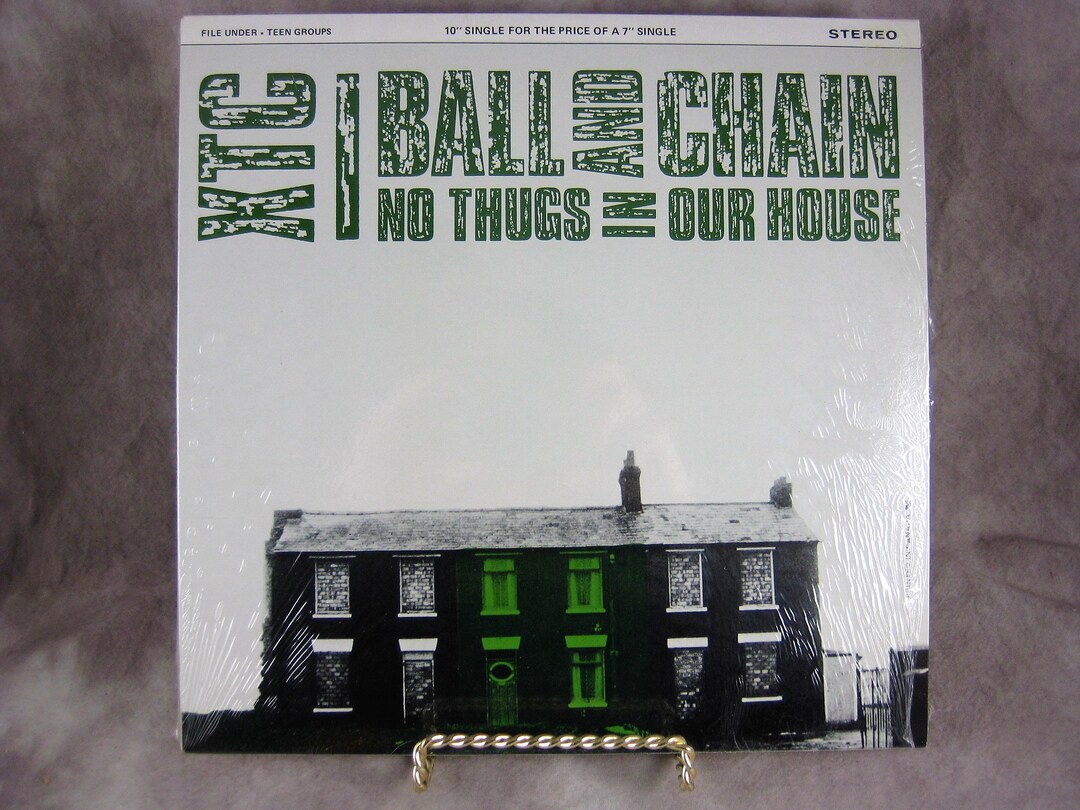 FILE UNDER • TEEN GROUPS
10" SINGLE FOR THE PRICE OF A 7" SINGLE
STEREO
XTC
BALL AND CHAIN
NO THUGS IN OUR HOUSE